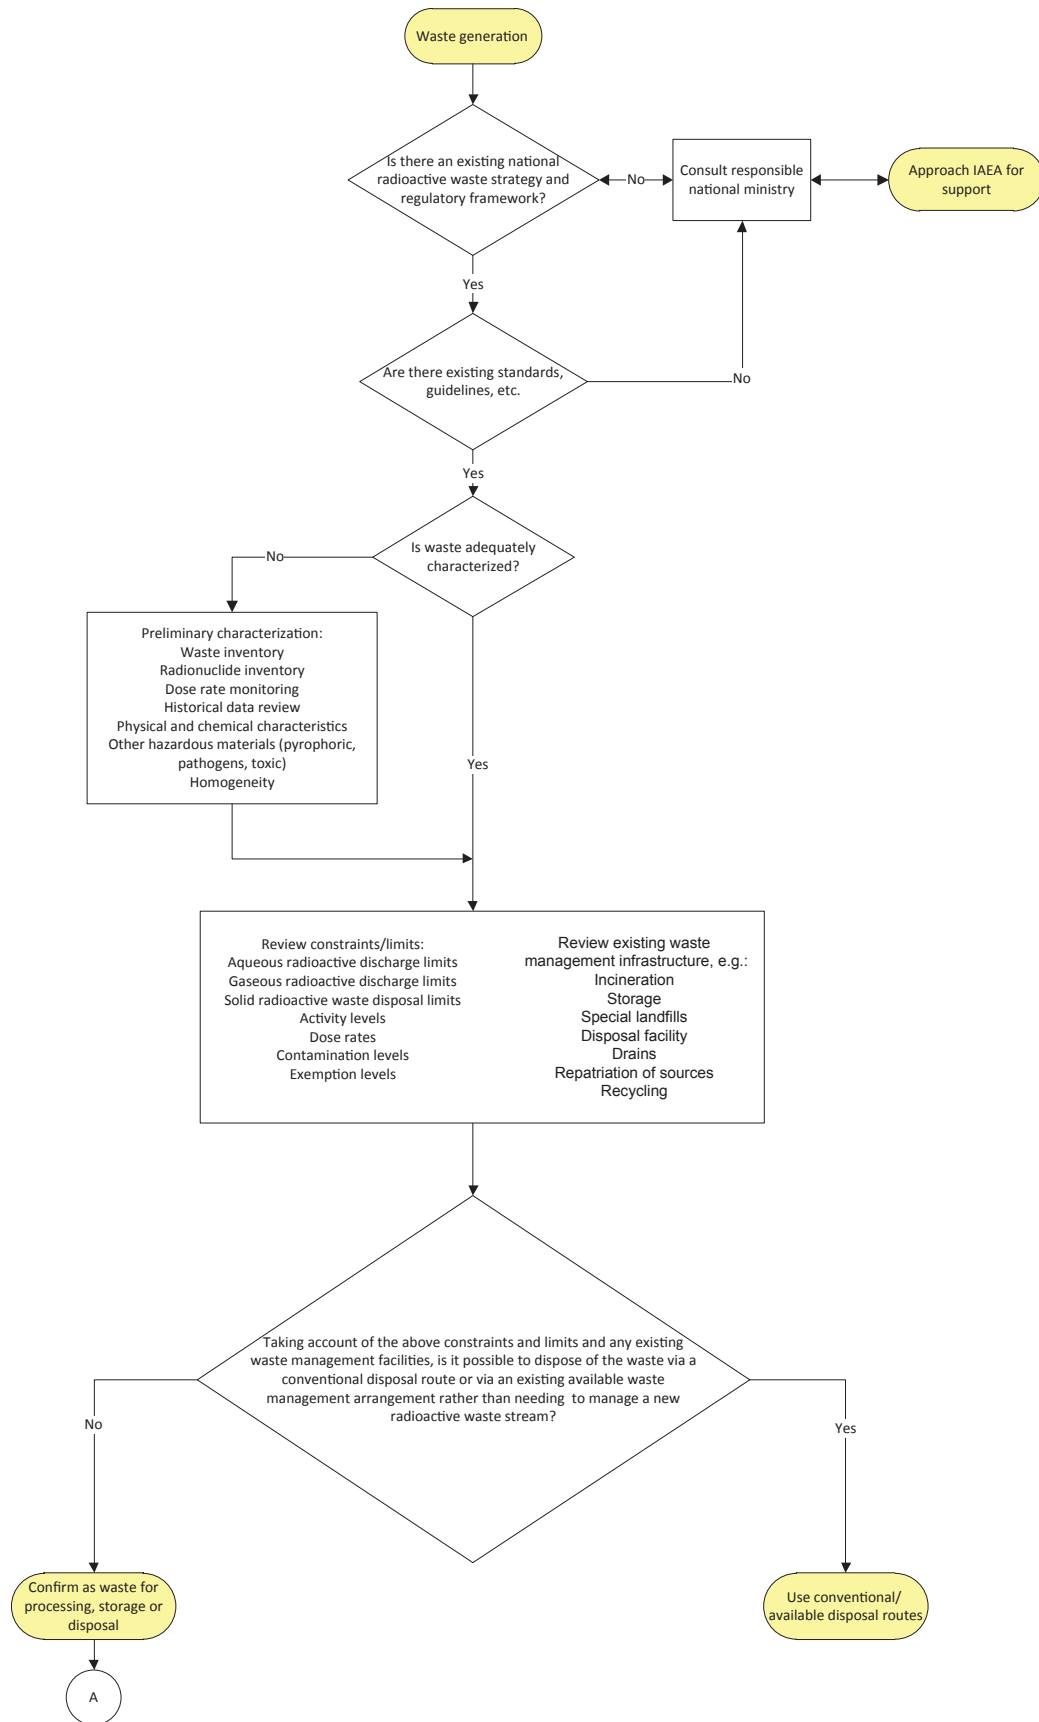 Waste generation
Is there an existing national
radioactive waste strategy and
regulatory framework?
No
Consult responsible
national ministry
Approach IAEA for
support
Yes
Are there existing standards,
guidelines, etc.
No
Yes
Is waste adequately
characterized?
No
Preliminary characterization:
Waste inventory
Radionuclide inventory
Dose rate monitoring
Historical data review
Physical and chemical characteristics
Other hazardous materials (pyrophoric,
pathogens, toxic)
Homogeneity
Yes
Review constraints/limits:
Aqueous radioactive discharge limits
Gaseous radioactive discharge limits
Solid radioactive waste disposal limits
Activity levels
Dose rates
Contamination levels
Exemption levels
Review existing waste
management infrastructure, e.g.:
Incineration
Storage
Special landfills
Disposal facility
Drains
Repatriation of sources
Recycling
Taking account of the above constraints and limits and any existing
waste management facilities, is it possible to dispose of the waste via a
conventional disposal route or via an existing available waste
management arrangement rather than needing to manage a new
radioactive waste stream?
No
Yes
Confirm as waste for
processing, storage or
disposal
Use conventional/
available disposal routes
A